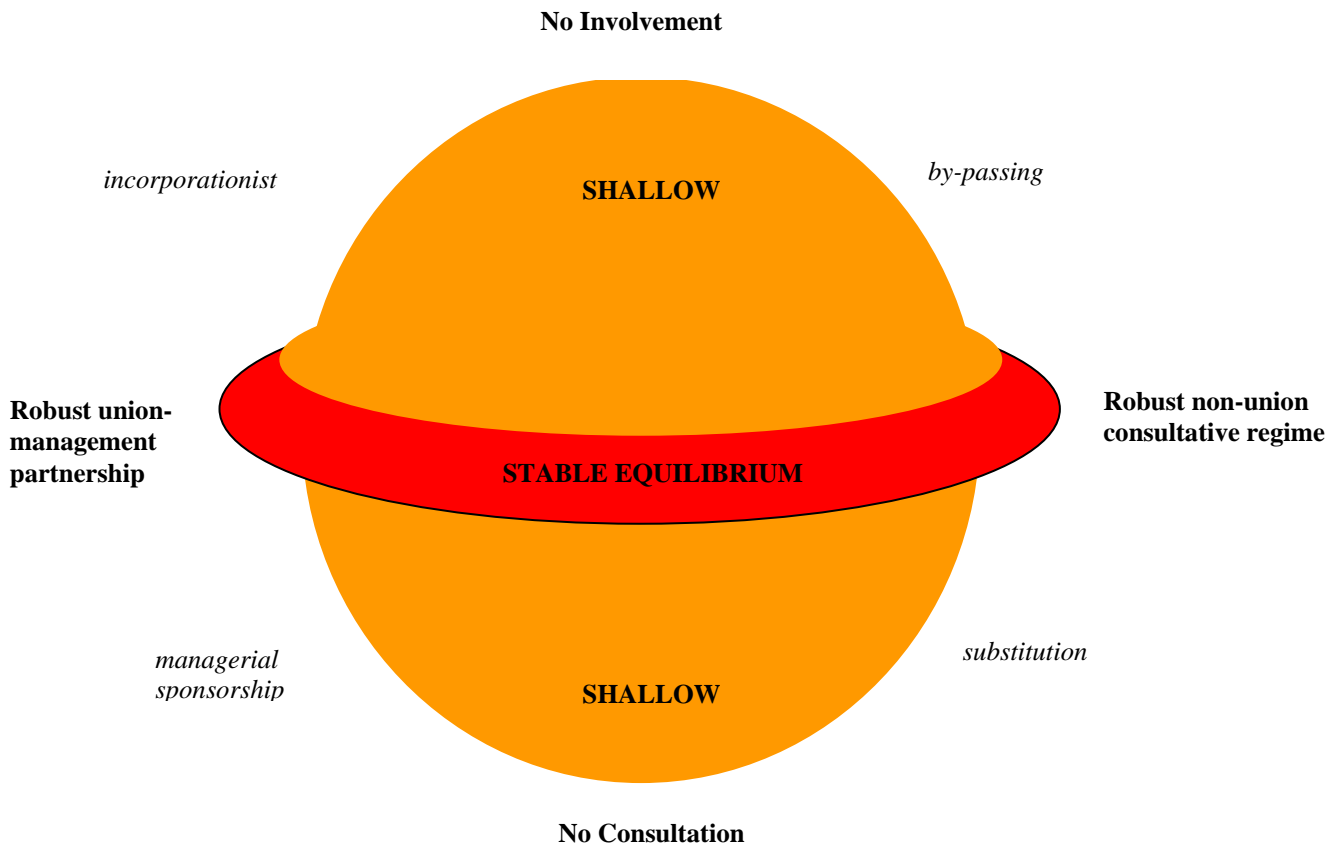 No Involvement
incorporationist
by-passing
SHALLOW
Robust union-
management
partnership
Robust non-union
consultative regime
STABLE EQUILIBRIUM
managerial
sponsorship
substitution
SHALLOW
No Consultation